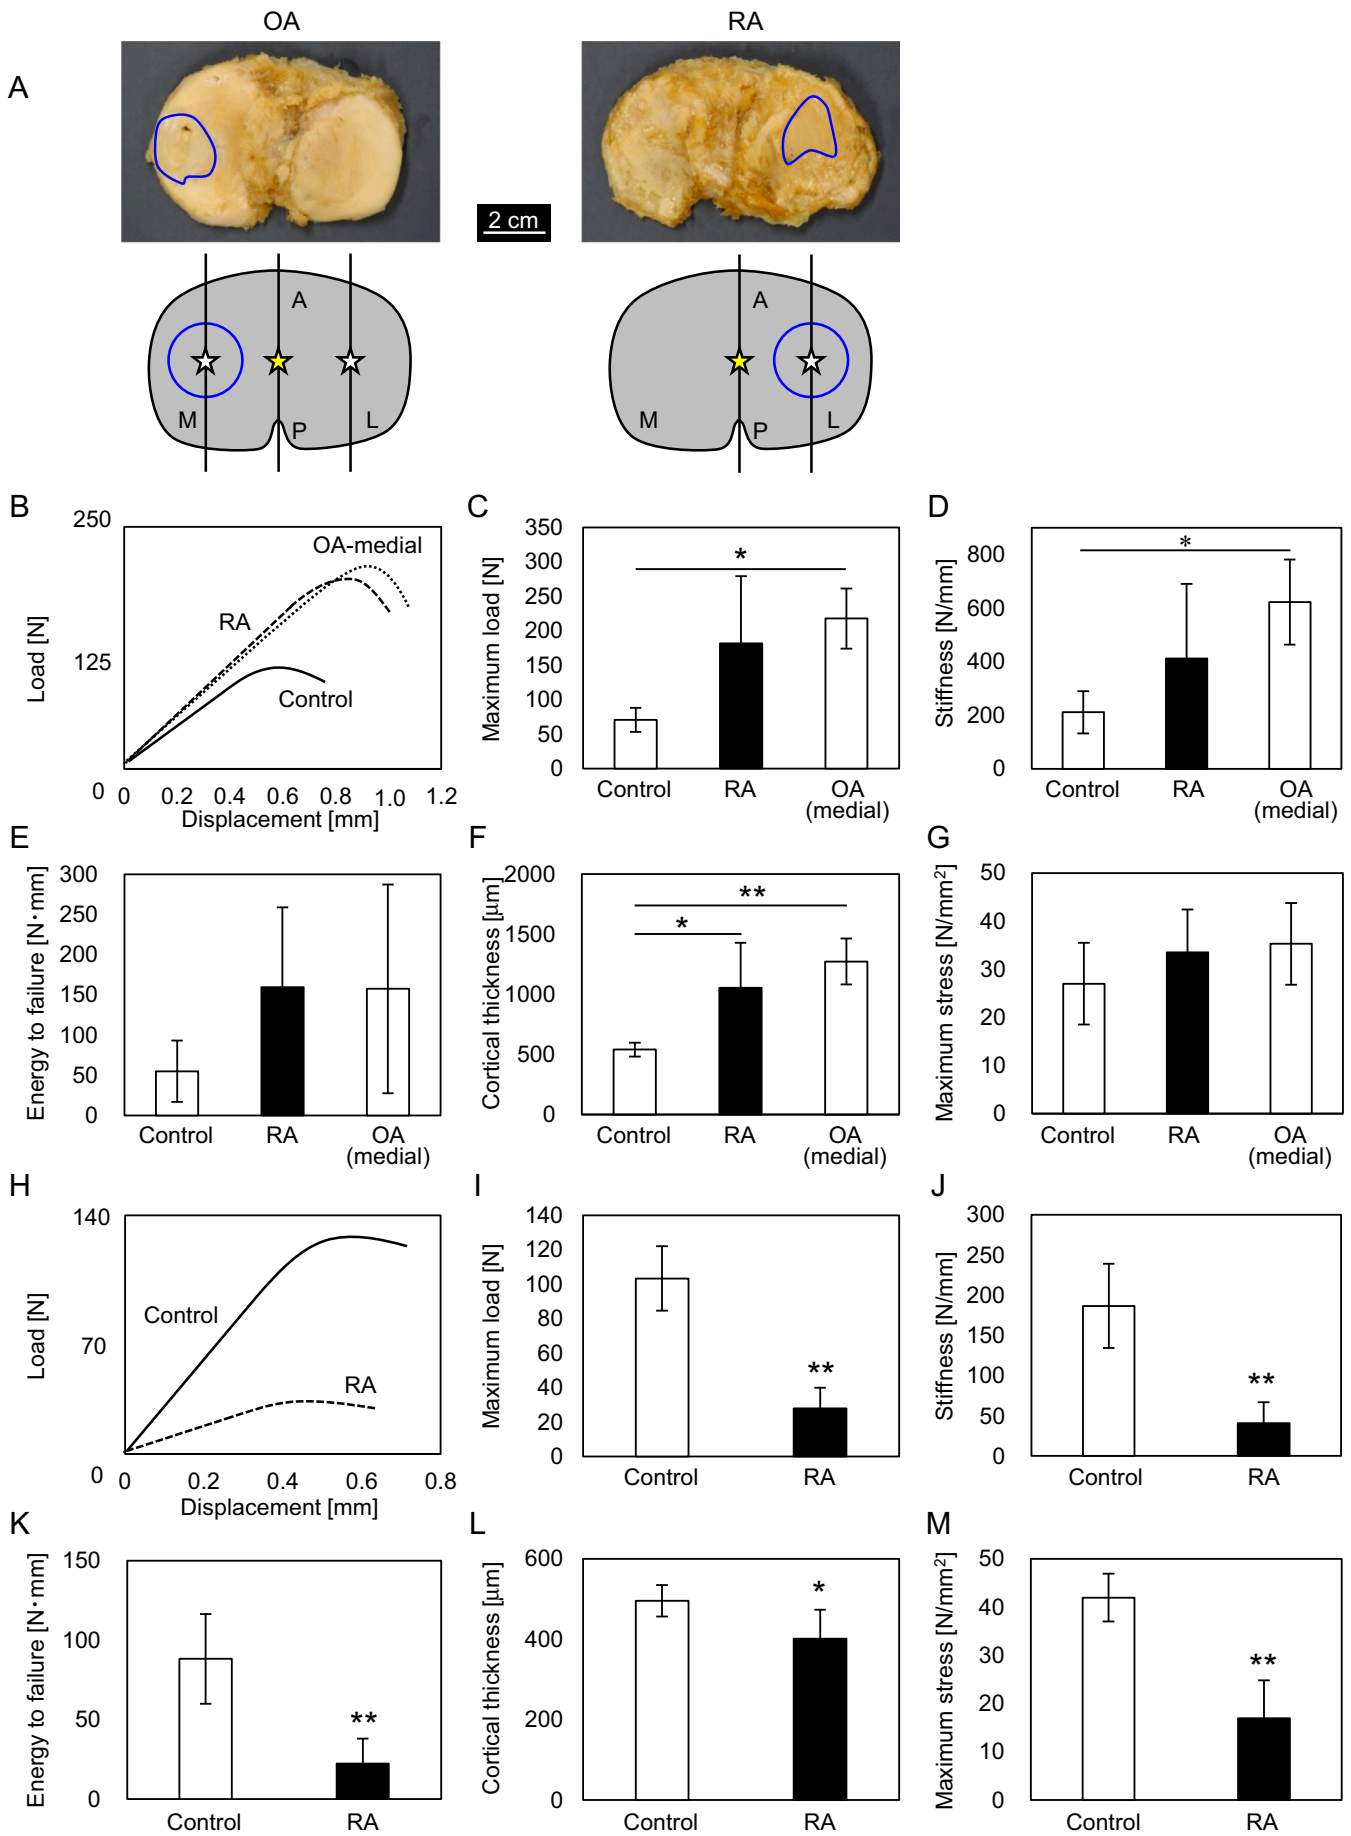 OA
RA
A
2 cm
A
M
P
L
A
M
P
L
B
250
125
0
Load [N]
OA-medial
RA
Control
0 0.2 0.4 0.6 0.8 1.0 1.2
Displacement [mm]
C
Maximum load [N]
350
300
250
200
150
100
50
0
*
Control RA OA
(medial)
D
Stiffness [N/mm]
800
600
400
200
0
*
Control RA OA
(medial)
E
Energy to failure [N·mm]
300
250
200
150
100
50
0
Control RA OA
(medial)
F
Cortical thickness [μm]
2000
1500
1000
500
0
**
*
Control RA OA
(medial)
G
Maximum stress [N/mm²]
50
40
30
20
10
0
Control RA OA
(medial)
H
140
70
0
Load [N]
Control
RA
0 0.2 0.4 0.6 0.8
Displacement [mm]
I
Maximum load [N]
140
120
100
80
60
40
20
0
**
Control RA
J
Stiffness [N/mm]
300
250
200
150
100
50
0
**
Control RA
K
Energy to failure [N·mm]
150
100
50
0
**
Control RA
L
Cortical thickness [μm]
600
400
200
0
*
Control RA
M
Maximum stress [N/mm²]
50
40
30
20
10
0
**
Control RA